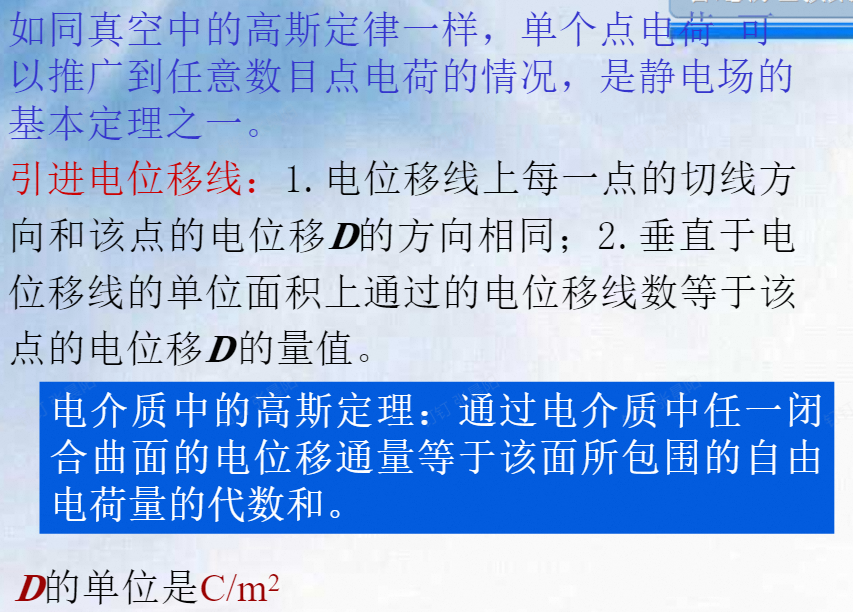 如同真空中的高斯定律一样，单个点电荷 可
以推广到任意数目点电荷的情况，是静电场的
基本定理之一。
引进电位移线：1.电位移线上每一点的切线方
向和该点的电位移D的方向相同；2.垂直于电
位移线的单位面积上通过的电位移线数等于该
点的电位移D的量值。
电介质中的高斯定理：通过电介质中任一闭
合曲面的电位移通量等于该面所包围的自由
电荷量的代数和。
D的单位是C/m²